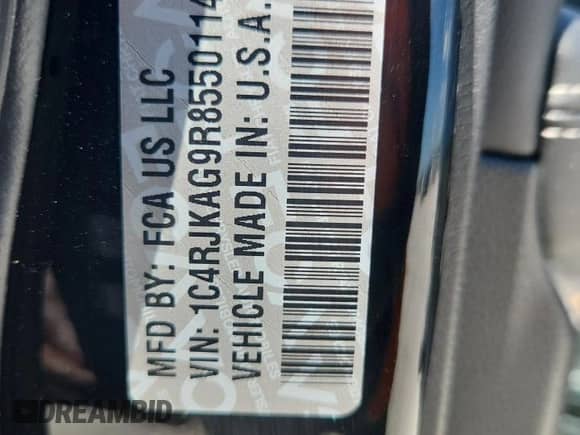 MFD BY: FCA US LLC
VIN: 1C4RJKAG9R8550114
VEHICLE MADE IN: U.S.A.
DREAMBID